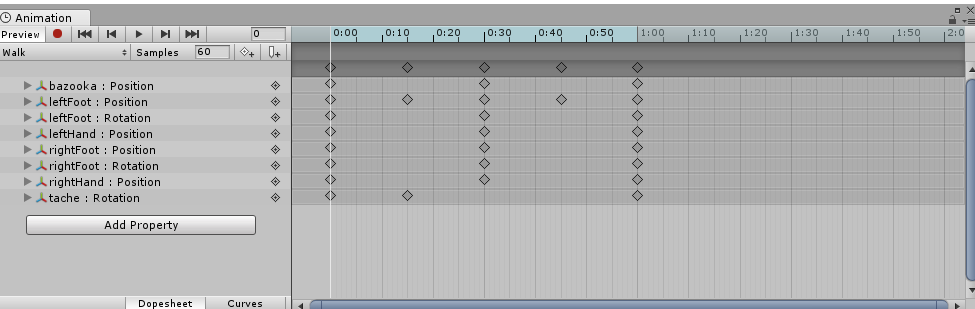 Animation
Preview 0 0:00 0:10 0:20 0:30 0:40 0:50 1:00 1:10 1:20 1:30 1:40 1:50 2:0
Walk Samples 60
bazooka : Position
leftFoot : Position
leftFoot : Rotation
leftHand : Position
rightFoot : Position
rightFoot : Rotation
rightHand : Position
tache : Rotation
Add Property
Dopesheet Curves